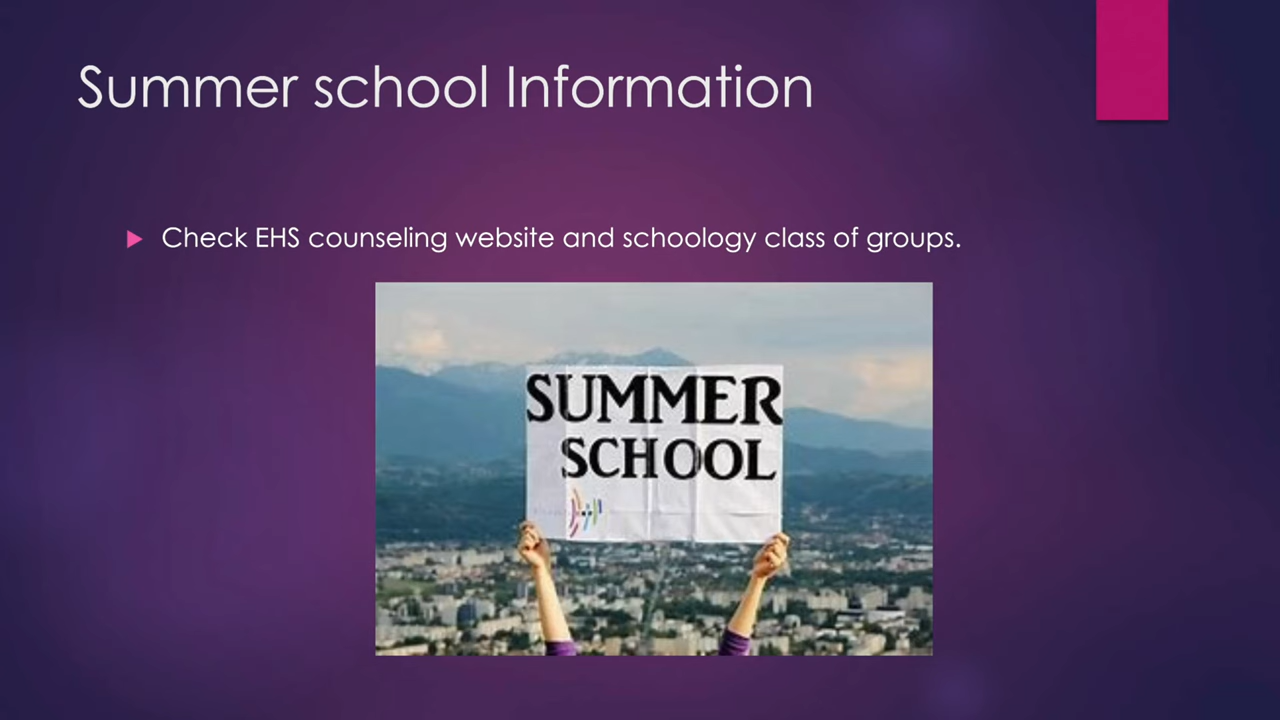 Summer school Information
Check EHS counseling website and schoology class of groups.
SUMMER
SCHOOL